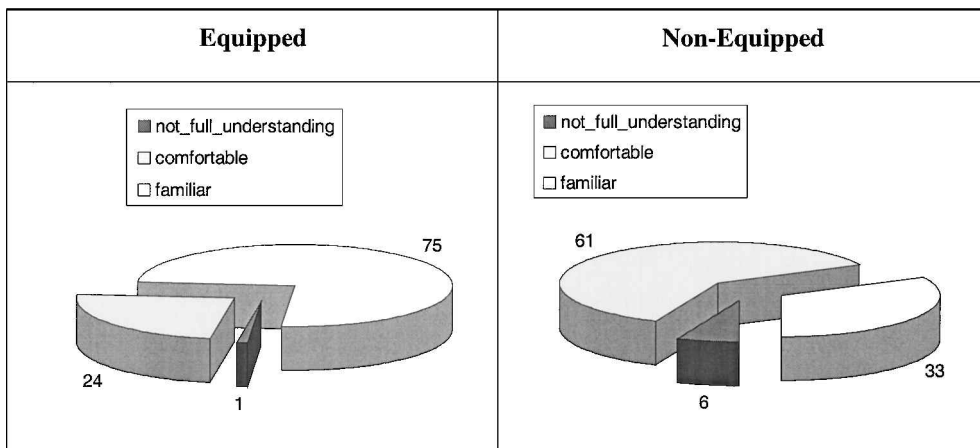 Equipped
Non-Equipped
not_full_understanding
comfortable
familiar
75
24
1
not_full_understanding
comfortable
familiar
61
33
6